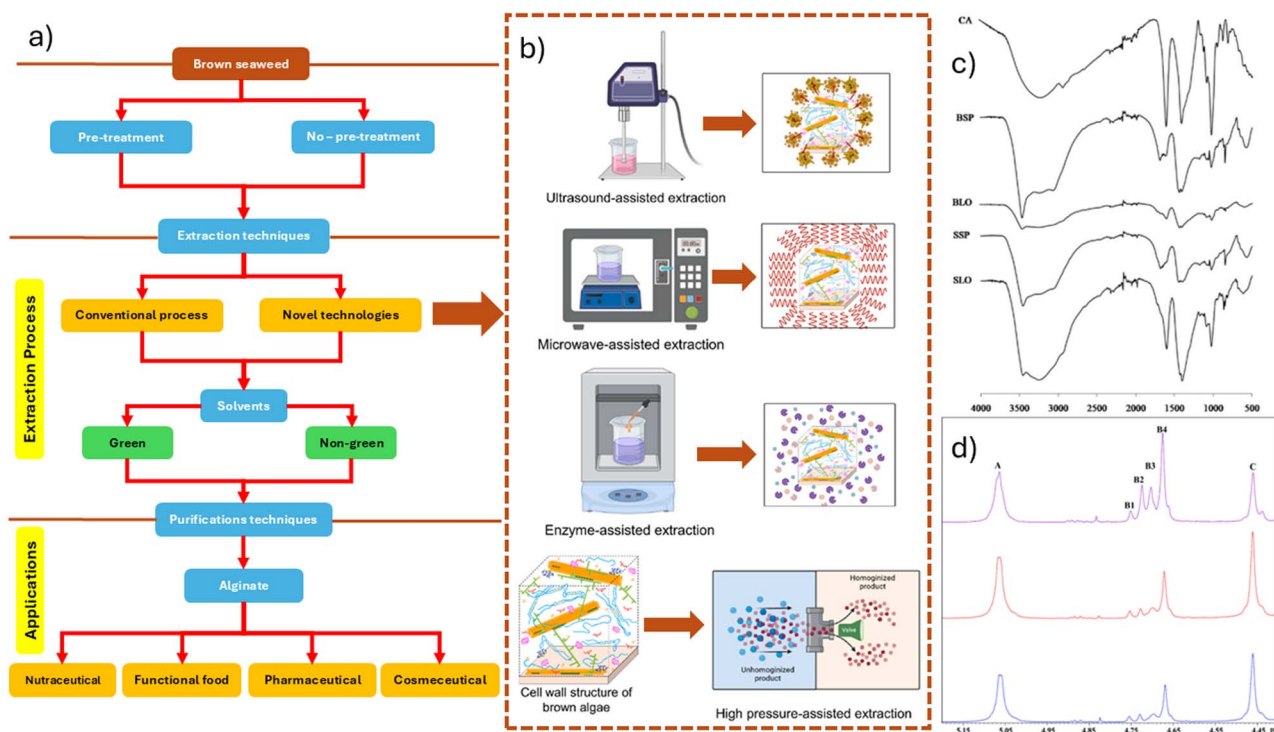 a)
Brown seaweed
Pre-treatment
No – pre-treatment
Extraction techniques
Extraction Process
Conventional process
Novel technologies
Solvents
Green
Non-green
Purifications techniques
Applications
Alginate
Nutraceutical
Functional food
Pharmaceutical
Cosmeceutical
b)
Ultrasound-assisted extraction
Microwave-assisted extraction
Enzyme-assisted extraction
Cell wall structure of
brown algae
Homoginized
product
Valve
Unhomoginized
product
High pressure-assisted extraction
c)
CA
BSP
BLO
SSP
SLO
4000 3500 3000 2500 2000 1500 1000 500
d)
A
B1
B2
B3
B4
C
5.15 5.05 4.95 4.85 4.75 4.65 4.55 4.45